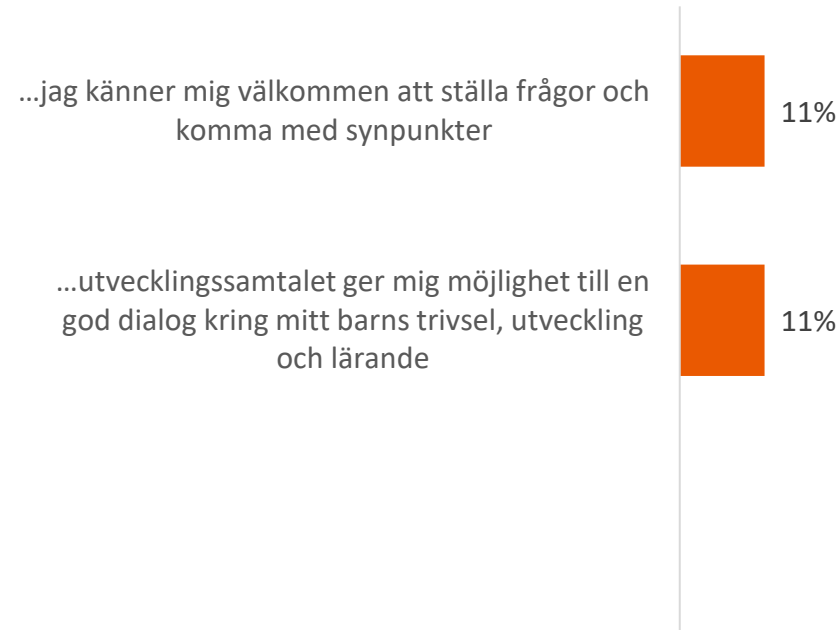 …jag känner mig välkommen att ställa frågor och
komma med synpunkter
11%
…utvecklingssamtalet ger mig möjlighet till en
god dialog kring mitt barns trivsel, utveckling
och lärande
11%